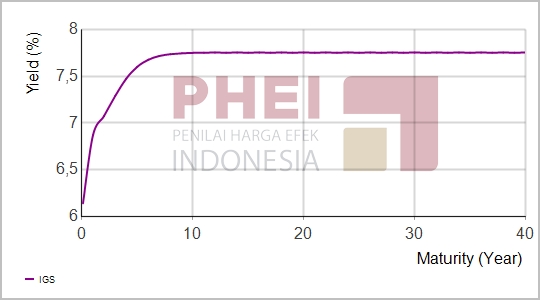 Yield (%)
8
7,5
7
6,5
6
PHEI
PENILAI HARGA EFEK
INDONESIA
0
10
20
30
40
Maturity (Year)
IGS